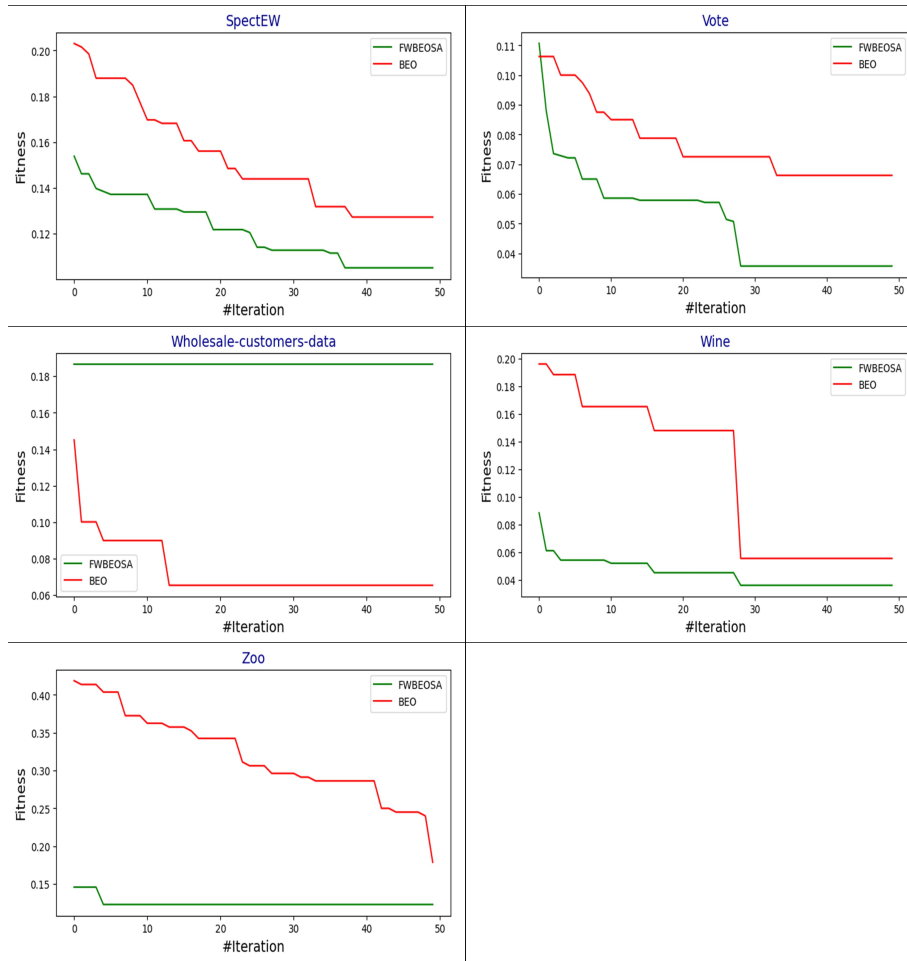 SpectEW
Fitness
0.20
0.18
0.16
0.14
0.12
FWBEOSA
BEO
0 10 20 30 40 50
#Iteration
Vote
Fitness
0.11
0.10
0.09
0.08
0.07
0.06
0.05
0.04
FWBEOSA
BEO
0 10 20 30 40 50
#Iteration
Wholesale-customers-data
Fitness
0.18
0.16
0.14
0.12
0.10
0.08
0.06
FWBEOSA
BEO
0 10 20 30 40 50
#Iteration
Wine
Fitness
0.20
0.18
0.16
0.14
0.12
0.10
0.08
0.06
0.04
FWBEOSA
BEO
0 10 20 30 40 50
#Iteration
Zoo
Fitness
0.40
0.35
0.30
0.25
0.20
0.15
FWBEOSA
BEO
0 10 20 30 40 50
#Iteration